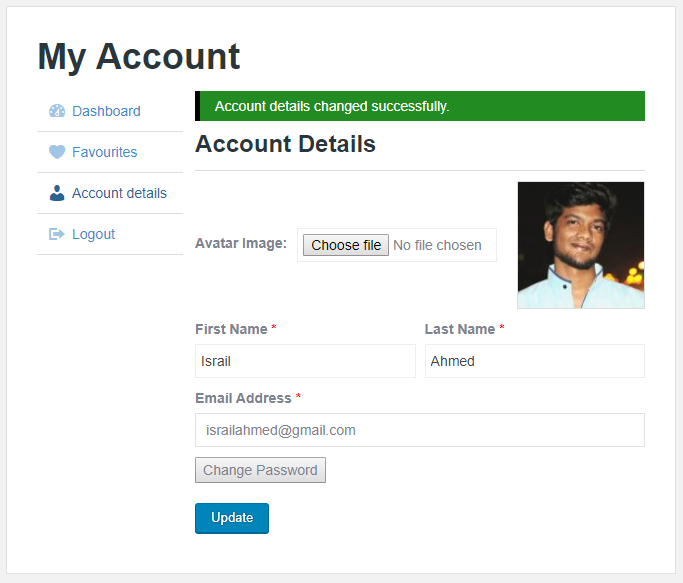 My Account
Dashboard
Favourites
Account details
Logout
Account details changed successfully.
Account Details
Avatar Image: Choose file No file chosen
First Name * Last Name *
Israil Ahmed
Email Address *
israilahmed@gmail.com
Change Password
Update